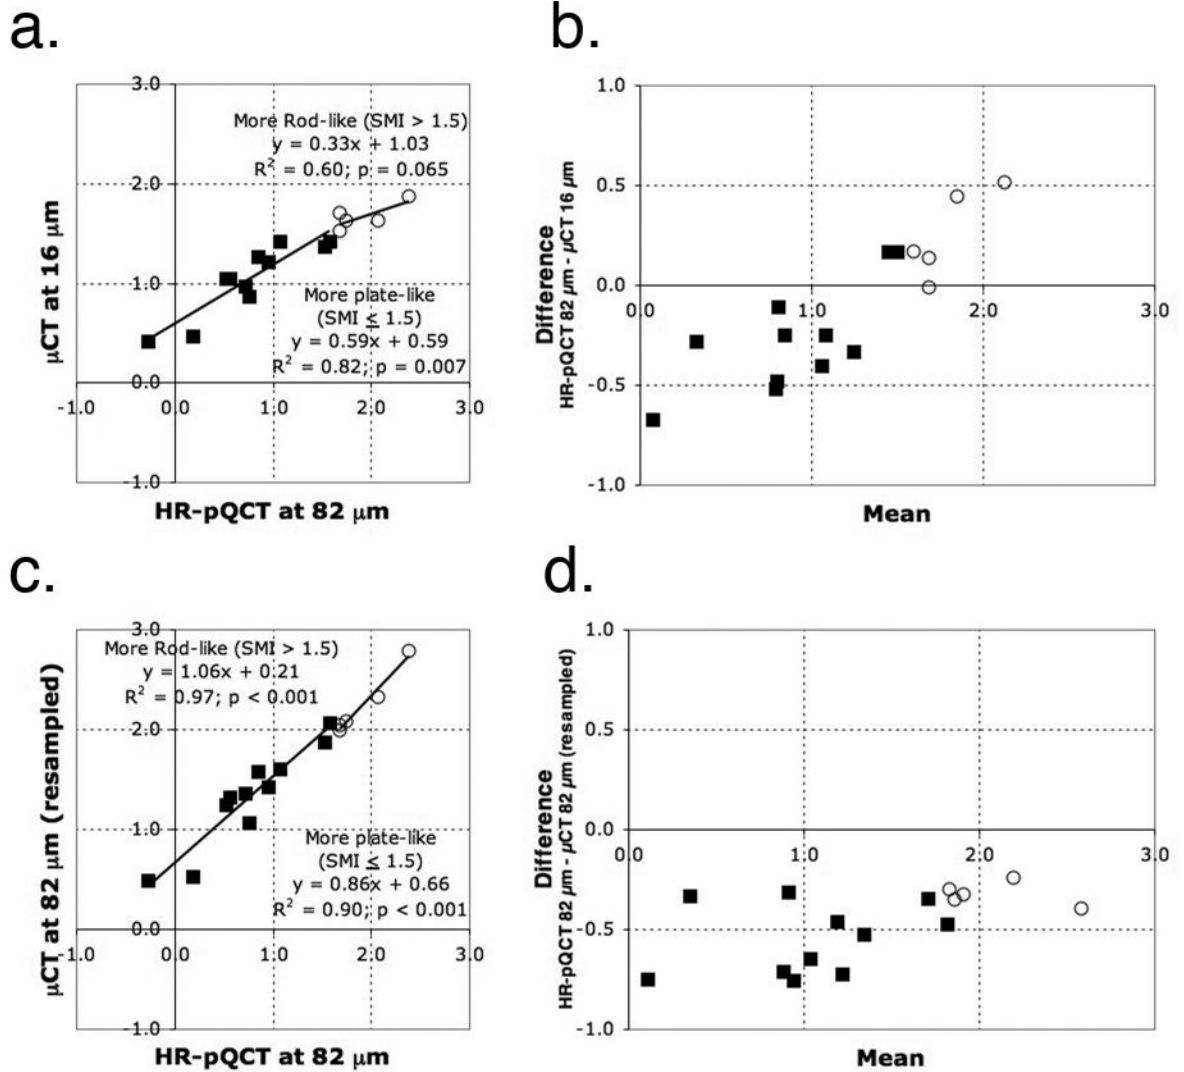 a.
3.0
More Rod-like (SMI > 1.5)
y = 0.33x + 1.03
R2 = 0.60; p = 0.065
2.0
1.0
More plate-like
(SMI ≤ 1.5)
y = 0.59x + 0.59
R2 = 0.82; p = 0.007
0.0
-1.0 0.0 1.0 2.0 3.0
-1.0
μCT at 16 μm
HR-pQCT at 82 μm
b.
1.0
0.5
0.0
0.0 1.0 2.0 3.0
-0.5
-1.0
Difference
HR-pQCT 82 μm - μCT 16 μm
Mean
c.
3.0
More Rod-like (SMI > 1.5)
y = 1.06x + 0.21
R2 = 0.97; p < 0.001
2.0
1.0
More plate-like
(SMI ≤ 1.5)
y = 0.86x + 0.66
R2 = 0.90; p < 0.001
0.0
-1.0 0.0 1.0 2.0 3.0
-1.0
μCT at 82 μm (resampled)
HR-pQCT at 82 μm
d.
1.0
0.5
0.0
0.0 1.0 2.0 3.0
-0.5
-1.0
Difference
HR-pQCT 82 μm - μCT 82 μm (resampled)
Mean